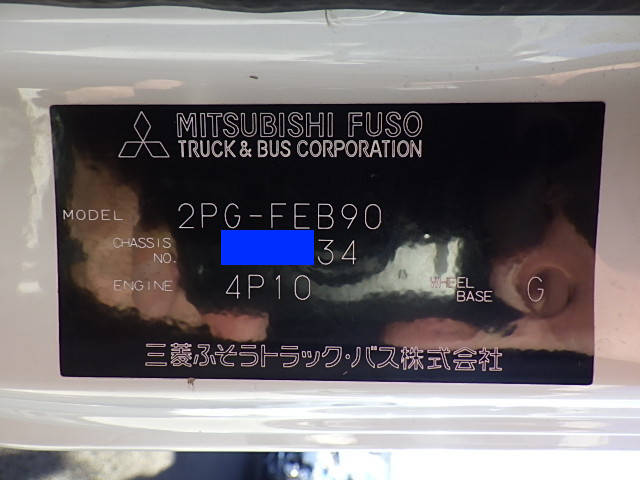 MITSUBISHI FUSO
TRUCK & BUS CORPORATION
MODEL 2PG-FEB90
CHASSIS NO. 34
ENGINE 4P10
WHEEL BASE G
三菱ふそうトラック・バス株式会社